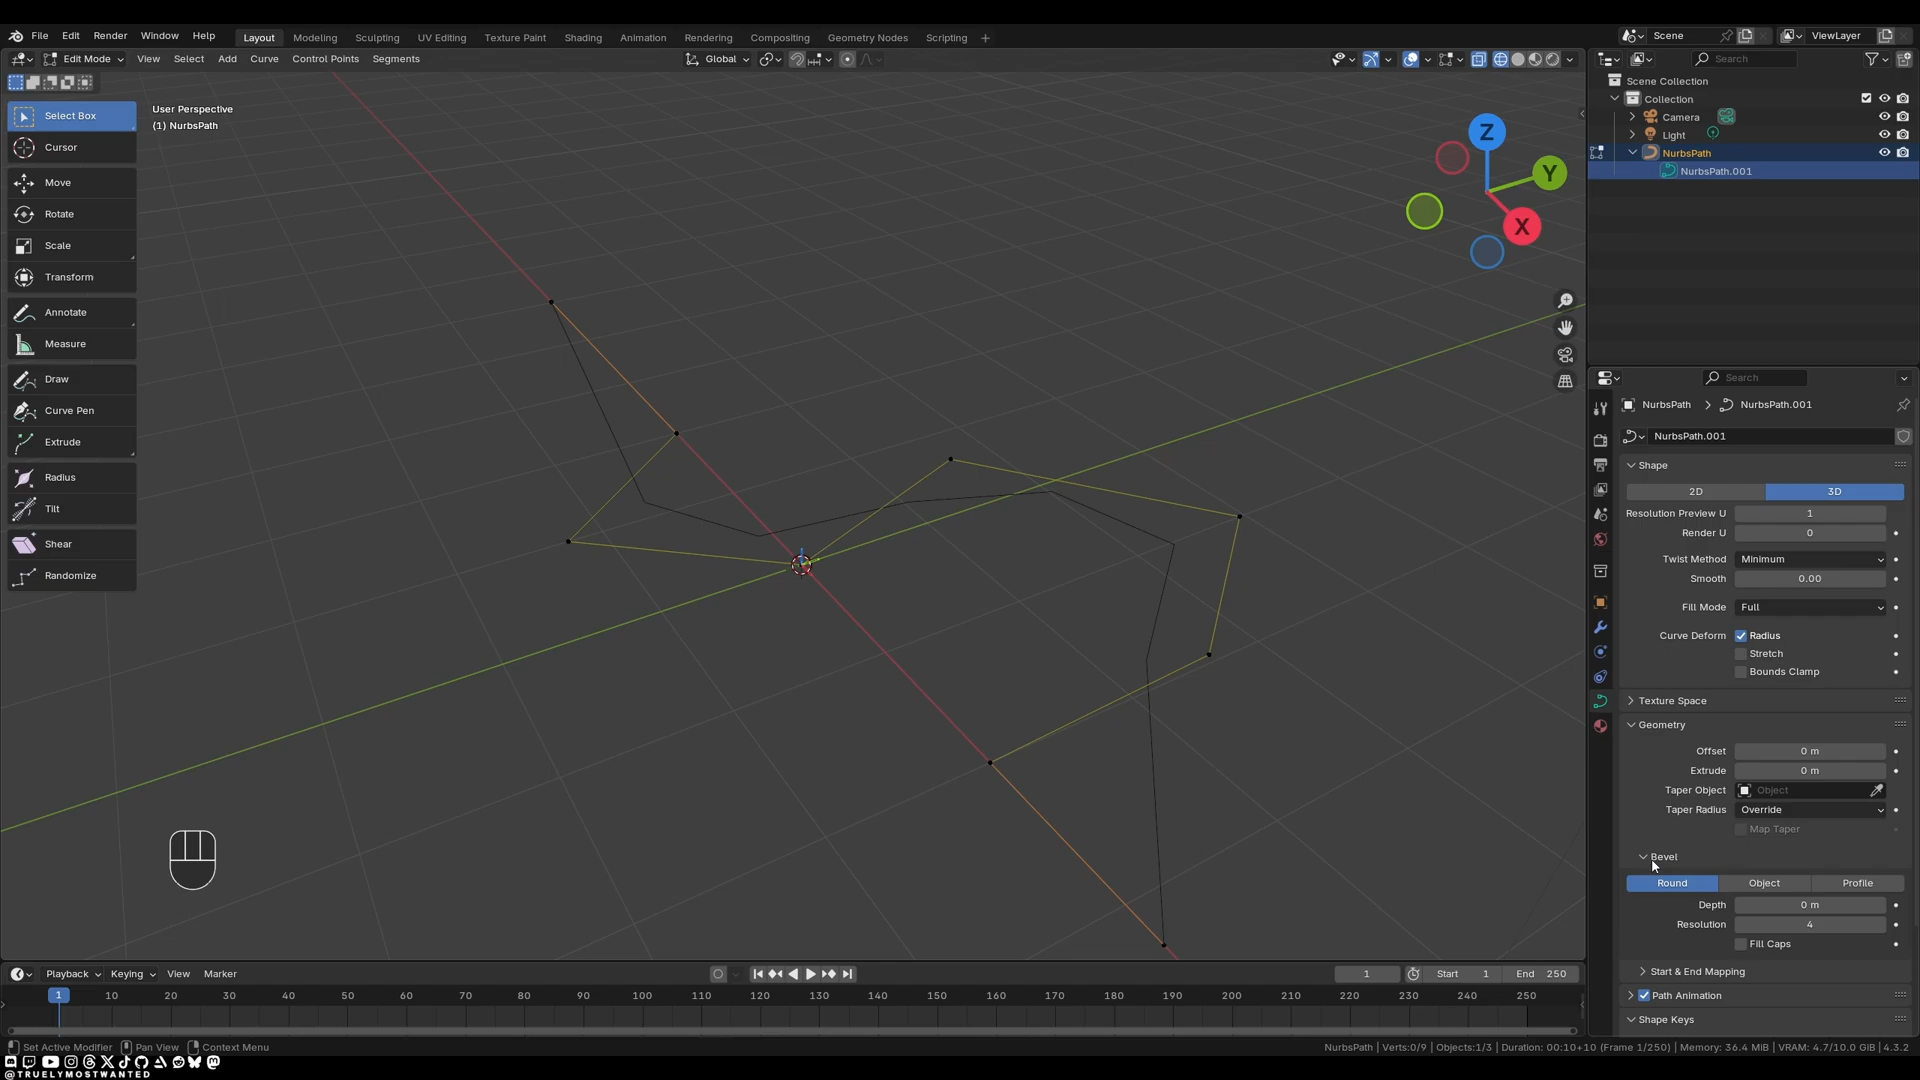 File Edit Render Window Help Layout Modeling Sculpting UV Editing Texture Paint Shading Animation Rendering Compositing Geometry Nodes Scripting + Scene ViewLayer
Edit Mode View Select Add Curve Control Points Segments Global Search
Select Box
Cursor
Move
Rotate
Scale
Transform
Annotate
Measure
Draw
Curve Pen
Extrude
Radius
Tilt
Shear
Randomize
User Perspective
(1) NurbsPath
Z
Y
X
Scene Collection
Collection
Camera
Light
NurbsPath
NurbsPath.001
Search
NurbsPath > NurbsPath.001
NurbsPath.001
Shape
2D 3D
Resolution Preview U 1
Render U 0
Twist Method Minimum
Smooth 0.00
Fill Mode Full
Curve Deform Radius
Stretch
Bounds Clamp
Texture Space
Geometry
Offset 0 m
Extrude 0 m
Taper Object Object
Taper Radius Override
Map Taper
Bevel
Round Object Profile
Depth 0 m
Resolution 4
Fill Caps
Start & End Mapping
Path Animation
Shape Keys
Playback Keying View Marker 1 Start 1 End 250
1 10 20 30 40 50 60 70 80 90 100 110 120 130 140 150 160 170 180 190 200 210 220 230 240 250
Set Active Modifier Pan View Context Menu NurbsPath | Verts:0/9 | Objects:1/3 | Duration: 00:10+10 (Frame 1/250) | Memory: 36.4 MiB | VRAM: 4.7/10.0 GiB | 4.3.2
@TRUELYMOSTWANTED